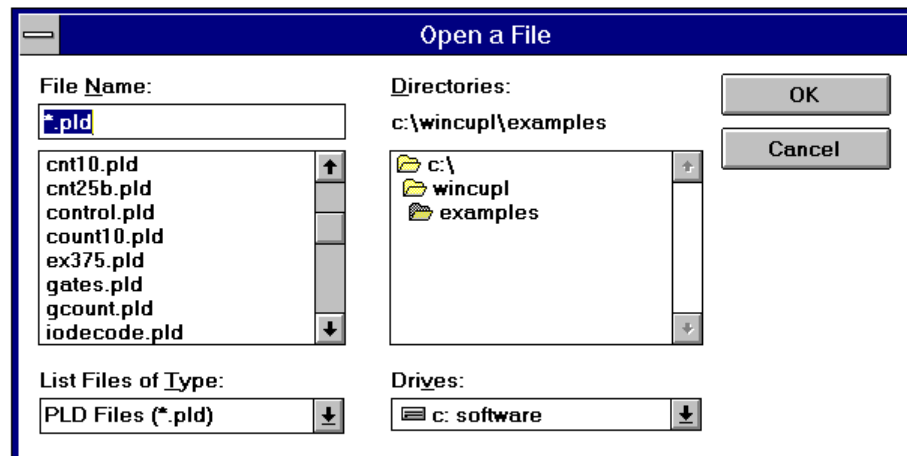 Open a File
File Name:
*.pld
cnt10.pld
cnt25b.pld
control.pld
count10.pld
ex375.pld
gates.pld
gcount.pld
iodecode.pld
List Files of Type:
PLD Files (*.pld)
Directories:
c:\wincupl\examples
c:\
wincupl
examples
Drives:
c: software
OK
Cancel